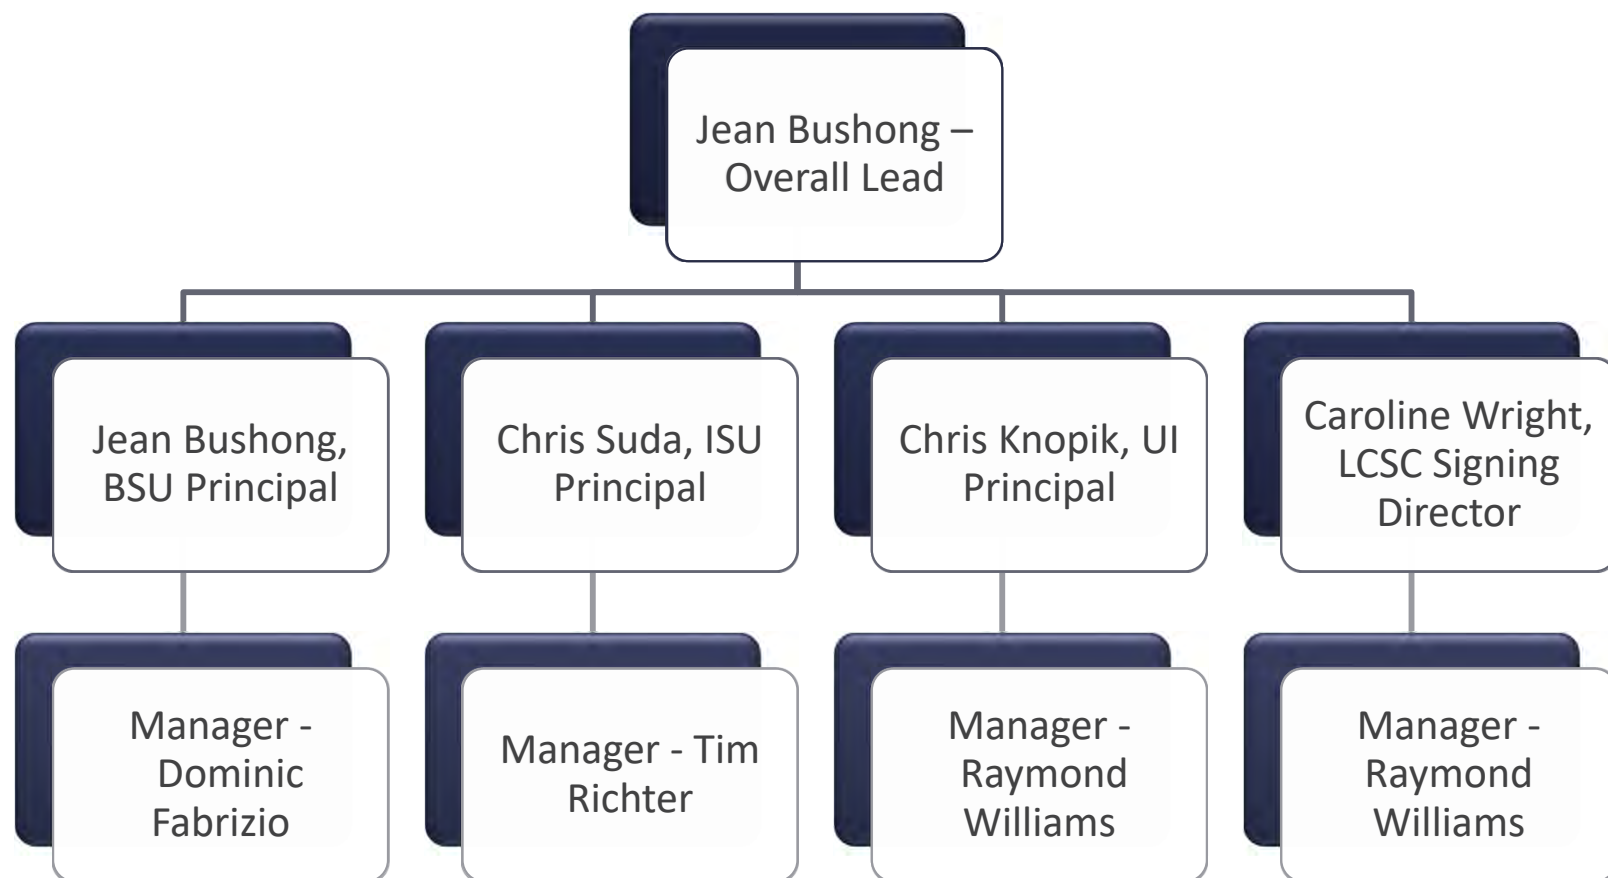 Jean Bushong –
Overall Lead
Jean Bushong,
BSU Principal
Chris Suda, ISU
Principal
Chris Knopik, UI
Principal
Caroline Wright,
LCSC Signing
Director
Manager -
Dominic
Fabrizio
Manager - Tim
Richter
Manager -
Raymond
Williams
Manager -
Raymond
Williams